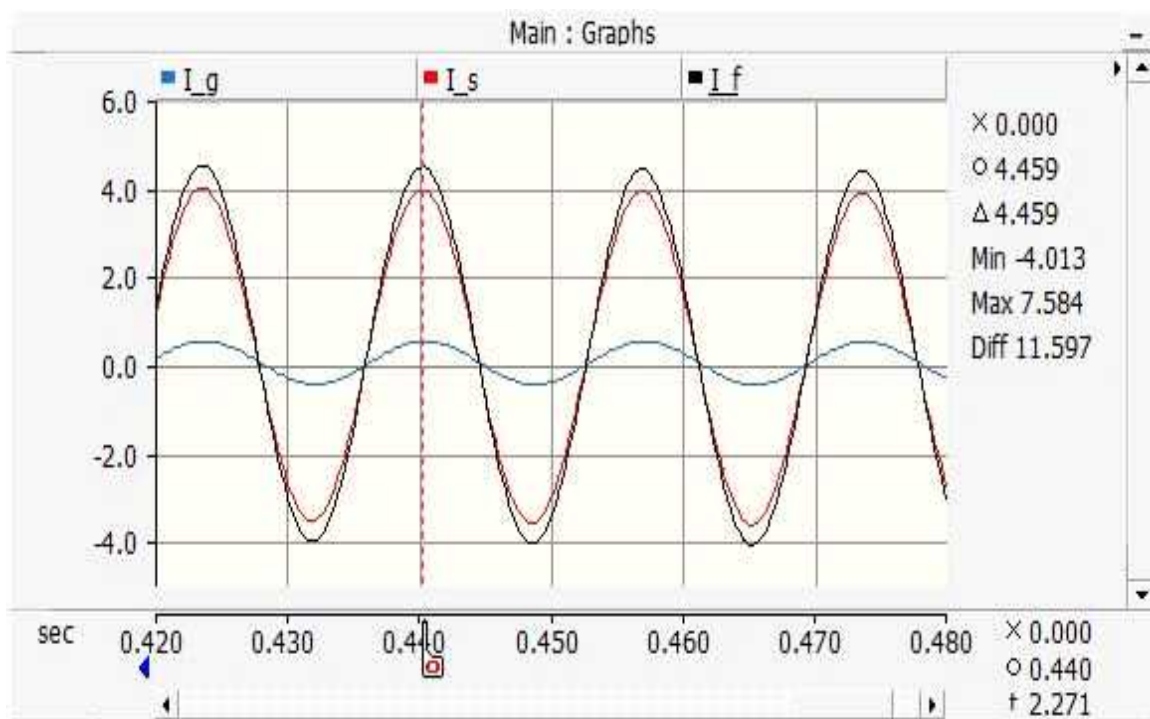 Main : Graphs
I_g I_s I_f
6.0
4.0
2.0
0.0
-2.0
-4.0
× 0.000
O 4.459
Δ 4.459
Min -4.013
Max 7.584
Diff 11.597
sec 0.420 0.430 0.440 0.450 0.460 0.470 0.480
O
× 0.000
O 0.440
f 2.271